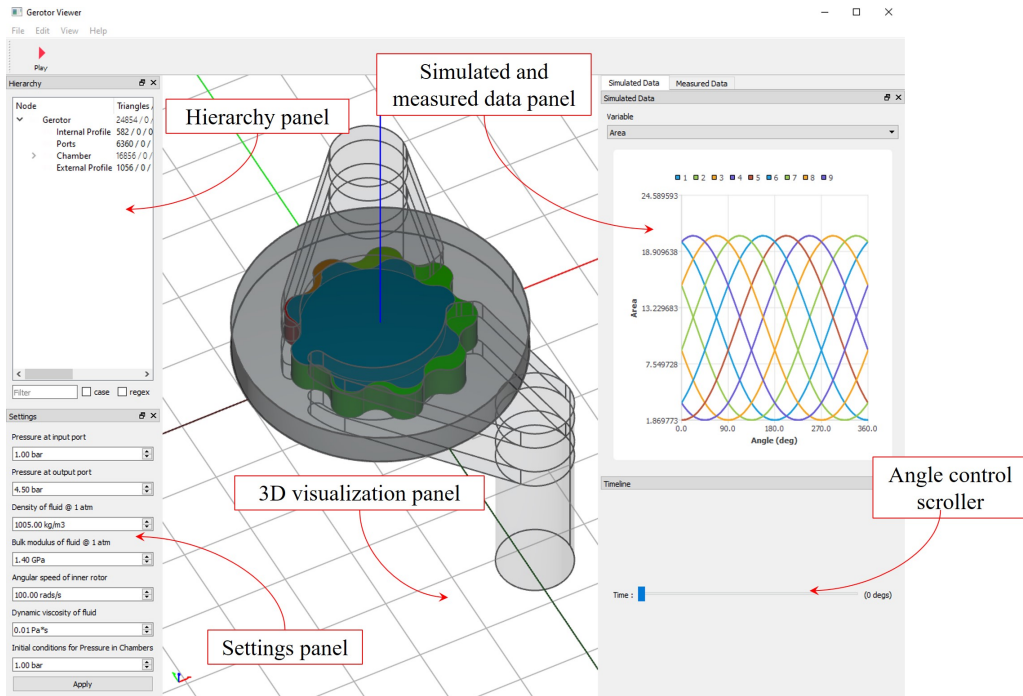 Gerotor Viewer
File Edit View Help
Play
Hierarchy
Node Triangles /
Gerotor 24854 / 0 /
Internal Profile 582 / 0 / 0
Ports 6360 / 0 / 0
Chamber 16856 / 0 /
External Profile 1056 / 0 /
Filter case regex
Settings
Pressure at input port
1.00 bar
Pressure at output port
4.50 bar
Density of fluid @ 1 atm
1005.00 kg/m3
Bulk modulus of fluid @ 1 atm
1.40 GPa
Angular speed of inner rotor
100.00 rads/s
Dynamic viscosity of fluid
0.01 Pa*s
Initial conditions for Pressure in Chambers
1.00 bar
Apply
Hierarchy panel
Simulated and
measured data panel
3D visualization panel
Settings panel
Simulated Data Measured Data
Simulated Data
Variable
Area
1 2 3 4 5 6 7 8 9
24.589593
18.909638
13.229683
7.549728
1.869773
Area
0.0 90.0 180.0 270.0 360.0
Angle (deg)
Timeline
Angle control
scroller
Time : (0 degs)